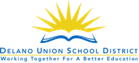 DELANO UNION SCHOOL DISTRICT
Working Together For A Better Education